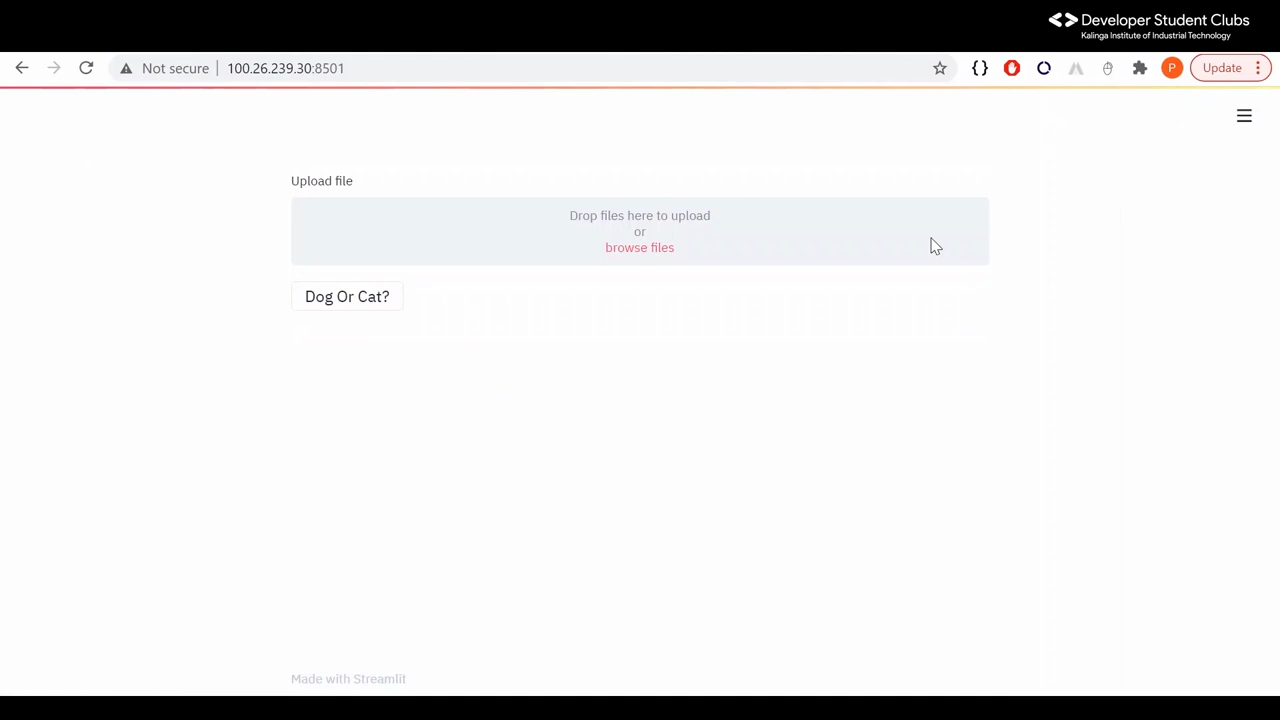 Developer Student Clubs
Kalinga Institute of Industrial Technology
Not secure
100.26.239.30:8501
P
Update
Upload file
Drop files here to upload
or
browse files
Dog Or Cat?
Made with Streamlit